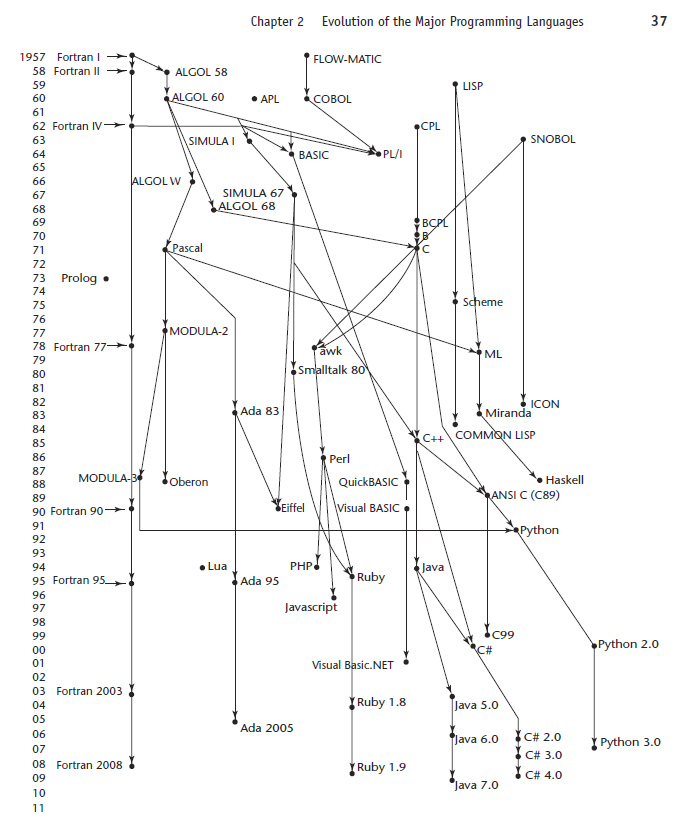 Chapter 2 Evolution of the Major Programming Languages 37
1957 Fortran I FLOW-MATIC
58 Fortran II ALGOL 58
59 LISP
60 ALGOL 60 APL COBOL
61
62 Fortran IV CPL
63 SIMULA I SNOBOL
64 BASIC PL/I
65
66 ALGOL W
67 SIMULA 67
68 ALGOL 68
69 BCPL
70 B
71 Pascal C
72
73 Prolog
74
75 Scheme
76
77 MODULA-2
78 Fortran 77 awk ML
79
80 Smalltalk 80
81
82 ICON
83 Ada 83 Miranda
84
85 C++ COMMON LISP
86 Perl
87
88 MODULA-3 Oberon QuickBASIC Haskell
89 ANSI C (C89)
90 Fortran 90 Eiffel Visual BASIC
91 Python
92
93
94 Lua PHP Java
95 Fortran 95 Ada 95 Ruby
96
97 Javascript
98
99 C99
00 C# Python 2.0
01 Visual Basic.NET
02
03 Fortran 2003
04 Ruby 1.8 Java 5.0
05 Ada 2005
06 Java 6.0 C# 2.0
07 Python 3.0
C# 3.0
08 Fortran 2008 Ruby 1.9
09 C# 4.0
10 Java 7.0
11